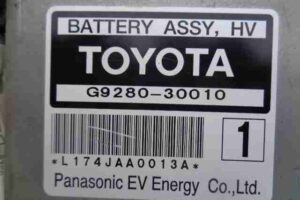 BATTERY ASSY, HV
TOYOTA
G9280-30010
1
*L174JAA0013A*
Panasonic EV Energy Co.,Ltd.